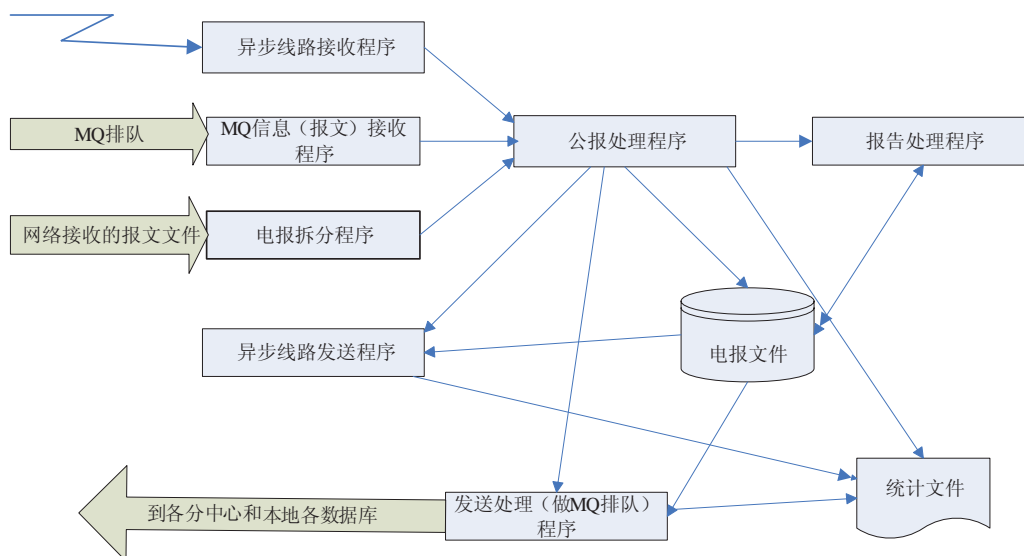 异步线路接收程序
MQ排队
MQ信息（报文）接收
程序
公报处理程序
报告处理程序
网络接收的报文文件
电报拆分程序
异步线路发送程序
电报文件
到各分中心和本地各数据库
发送处理（做MQ排队）
程序
统计文件